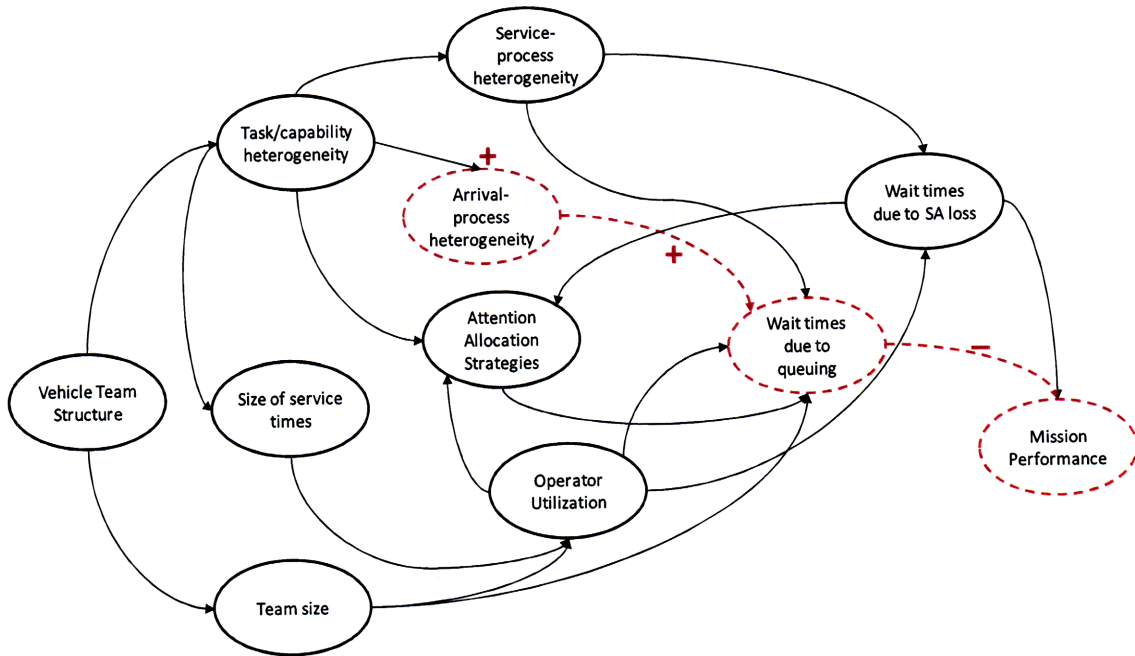 Service-
process
heterogeneity
Task/capability
heterogeneity
+
Arrival-
process
heterogeneity
Wait times
due to SA loss
+
Attention
Allocation
Strategies
Wait times
due to
queuing
−
Vehicle Team
Structure
Size of service
times
Mission
Performance
Operator
Utilization
Team size